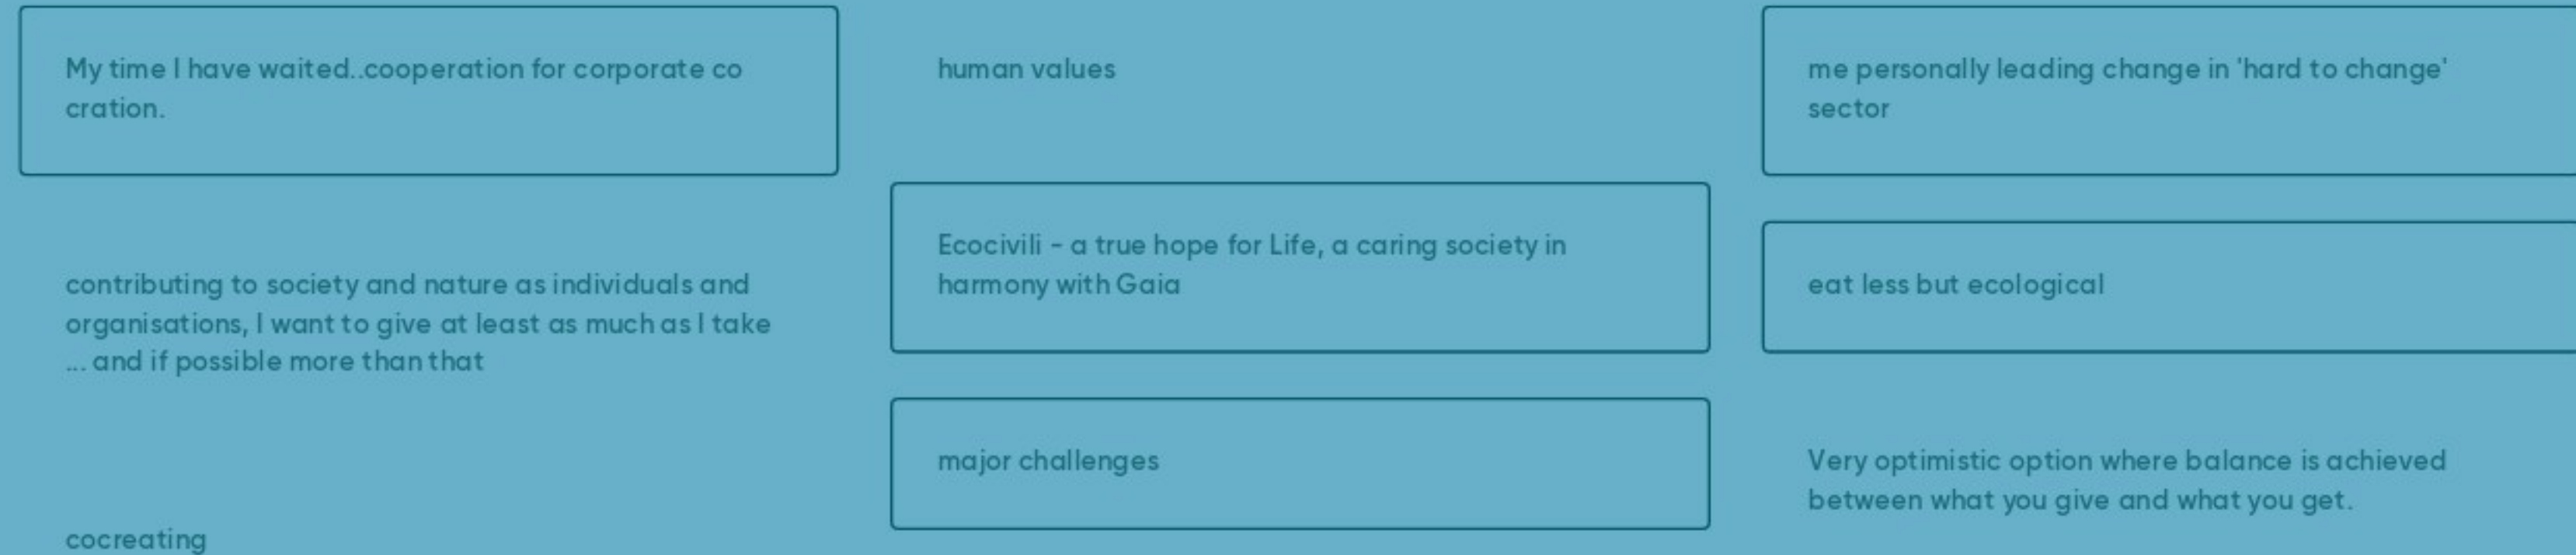 My time I have waited..cooperation for corporate co
cration.
contributing to society and nature as individuals and
organisations, I want to give at least as much as I take
... and if possible more than that
cocreating
human values
Ecocivili - a true hope for Life, a caring society in
harmony with Gaia
major challenges
me personally leading change in 'hard to change'
sector
eat less but ecological
Very optimistic option where balance is achieved
between what you give and what you get.